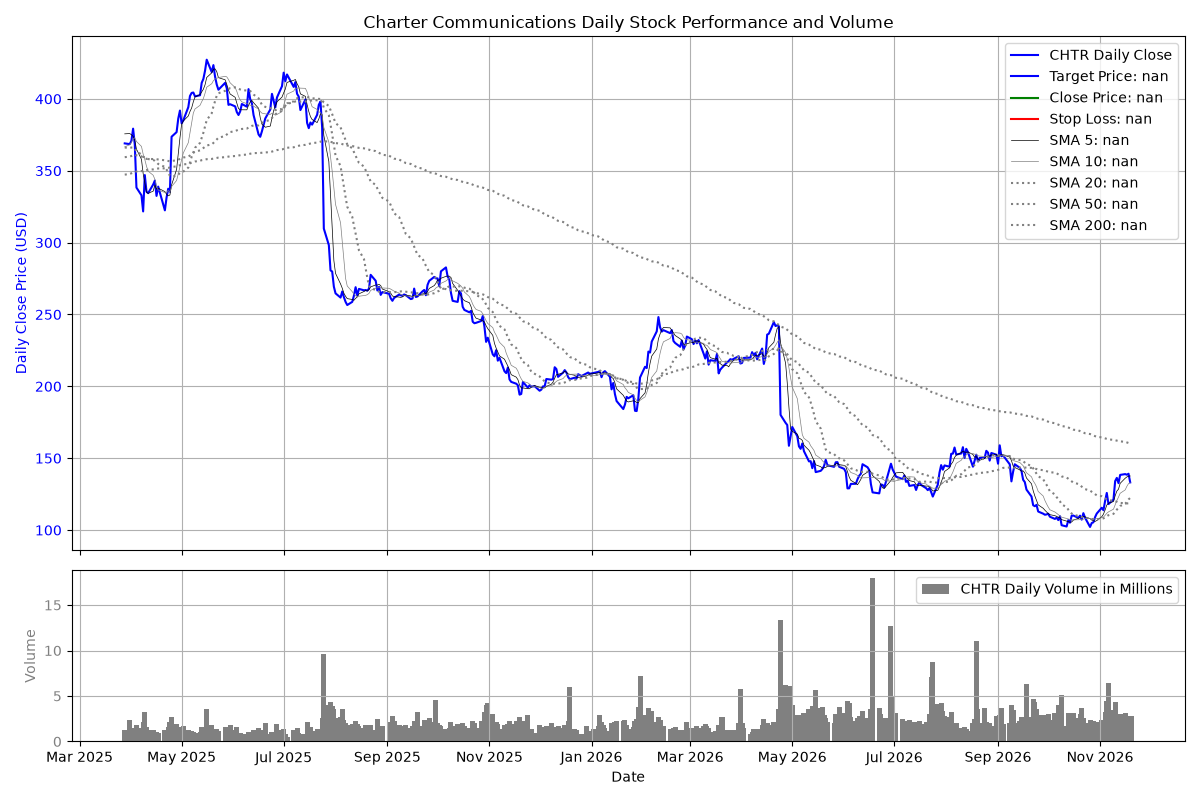 Charter Communications Daily Stock Performance and Volume
CHTR Daily Close
Target Price: nan
Close Price: nan
Stop Loss: nan
SMA 5: nan
SMA 10: nan
SMA 20: nan
SMA 50: nan
SMA 200: nan
Daily Close Price (USD)
400
350
300
250
200
150
100
CHTR Daily Volume in Millions
Volume
15
10
5
0
Mar 2025 May 2025 Jul 2025 Sep 2025 Nov 2025 Jan 2026 Mar 2026 May 2026 Jul 2026 Sep 2026 Nov 2026
Date